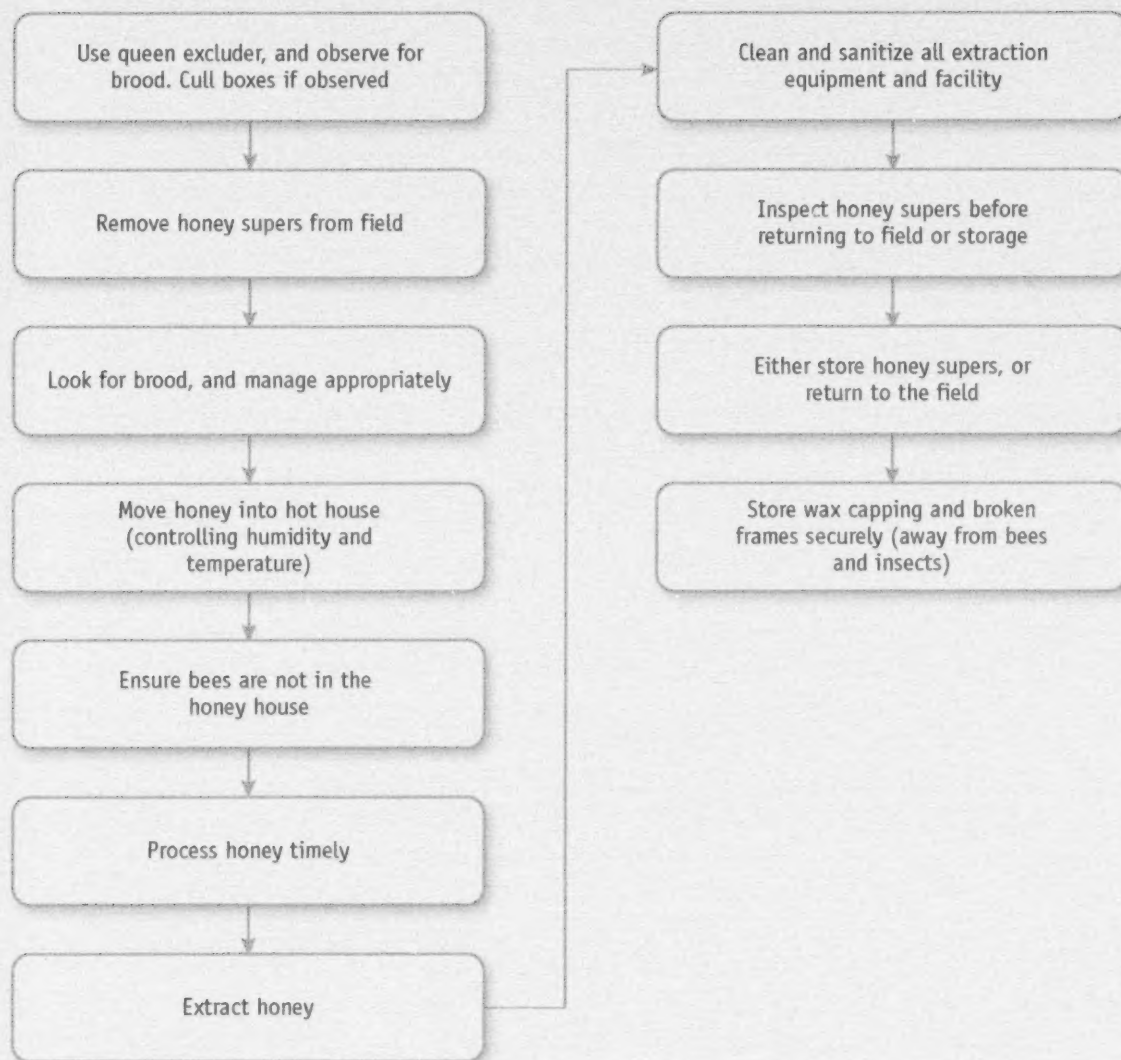 Use queen excluder, and observe for
brood. Cull boxes if observed
Remove honey supers from field
Look for brood, and manage appropriately
Move honey into hot house
(controlling humidity and
temperature)
Ensure bees are not in the
honey house
Process honey timely
Extract honey
Clean and sanitize all extraction
equipment and facility
Inspect honey supers before
returning to field or storage
Either store honey supers, or
return to the field
Store wax capping and broken
frames securely (away from bees
and insects)